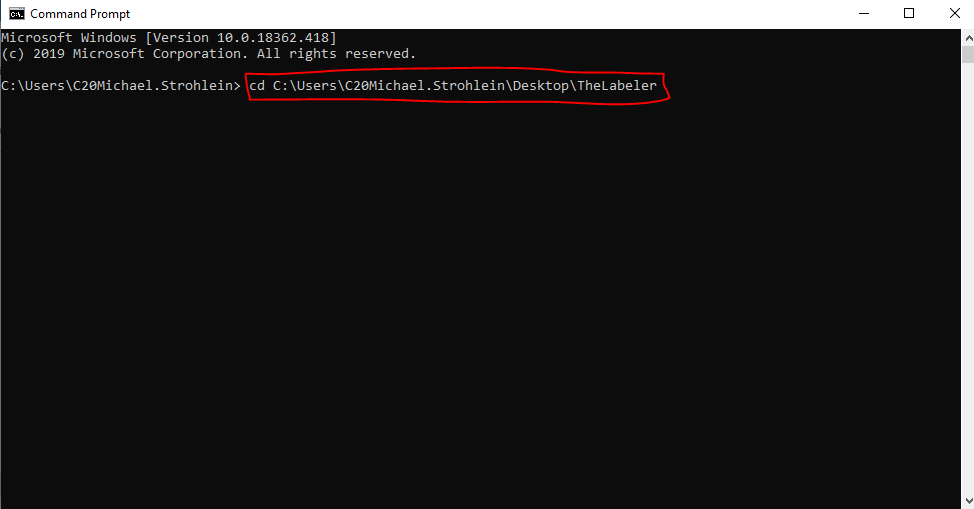 Command Prompt
Microsoft Windows [Version 10.0.18362.418]
(c) 2019 Microsoft Corporation. All rights reserved.
C:\Users\C20Michael.Strohlein> cd C:\Users\C20Michael.Strohlein\Desktop\TheLabeler